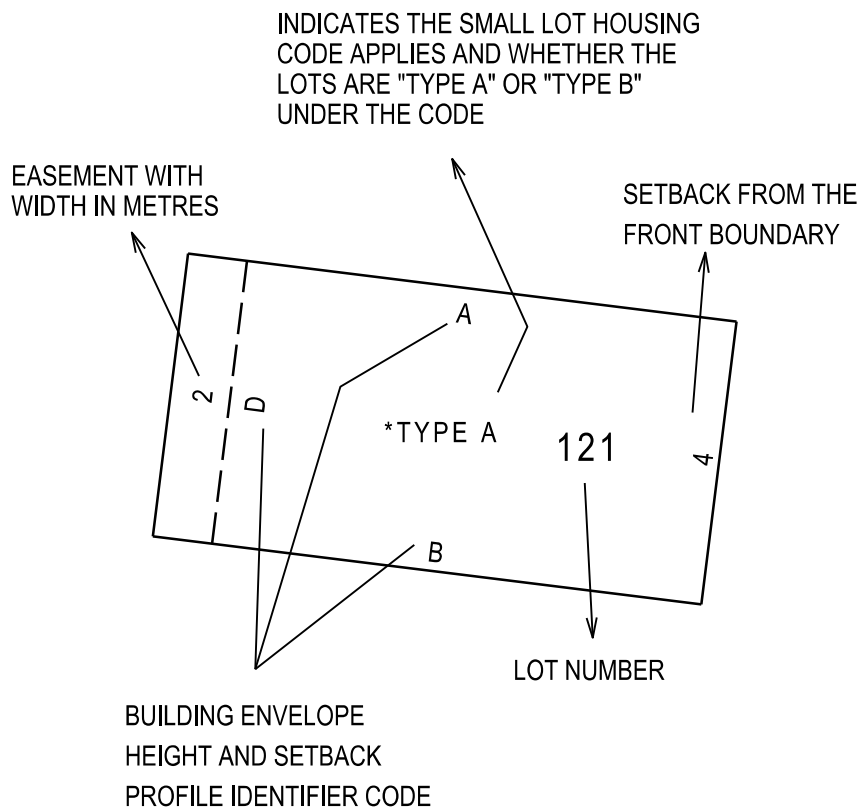 INDICATES THE SMALL LOT HOUSING
CODE APPLIES AND WHETHER THE
LOTS ARE "TYPE A" OR "TYPE B"
UNDER THE CODE
EASEMENT WITH
WIDTH IN METRES
SETBACK FROM THE
FRONT BOUNDARY
A
2
D
*TYPE A
121
4
B
LOT NUMBER
BUILDING ENVELOPE
HEIGHT AND SETBACK
PROFILE IDENTIFIER CODE